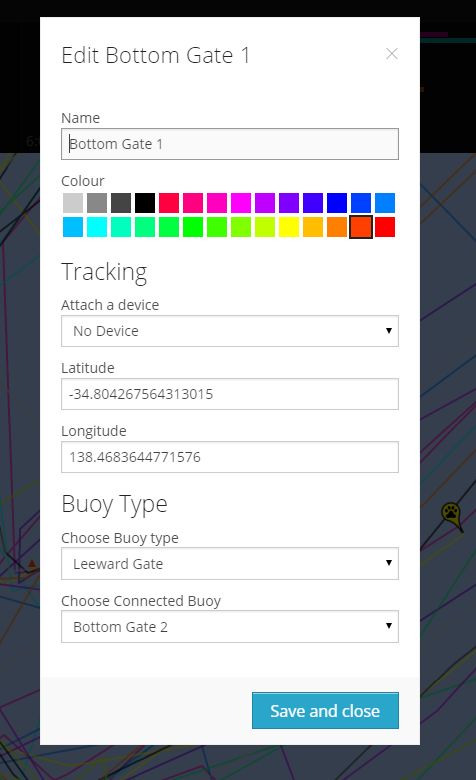 Edit Bottom Gate 1
×
Name
Bottom Gate 1
Colour
Tracking
Attach a device
No Device
Latitude
-34.804267564313015
Longitude
138.4683644771576
Buoy Type
Choose Buoy type
Leeward Gate
Choose Connected Buoy
Bottom Gate 2
Save and close